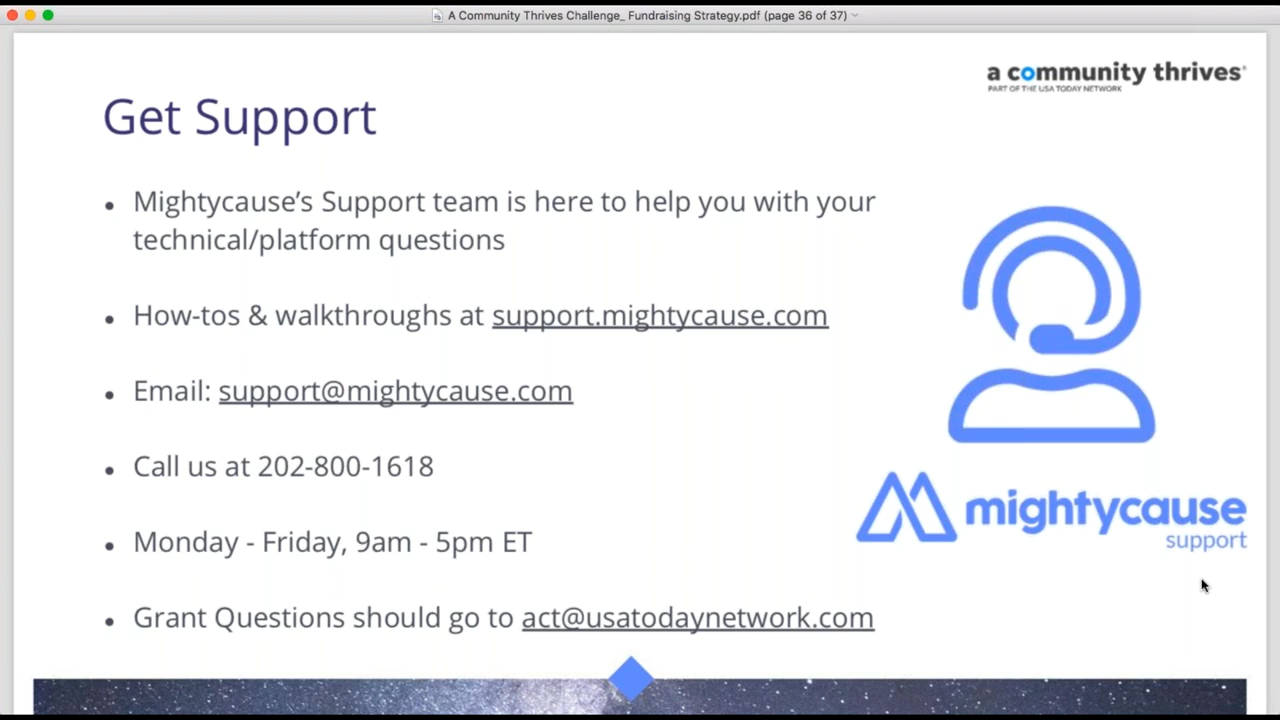 A Community Thrives Challenge_ Fundraising Strategy.pdf (page 36 of 37)
a community thrives
PART OF THE USA TODAY NETWORK
Get Support
• Mightycause’s Support team is here to help you with your
technical/platform questions
• How-tos & walkthroughs at support.mightycause.com
• Email: support@mightycause.com
• Call us at 202-800-1618
• Monday - Friday, 9am - 5pm ET
• Grant Questions should go to act@usatodaynetwork.com
mightycause
support